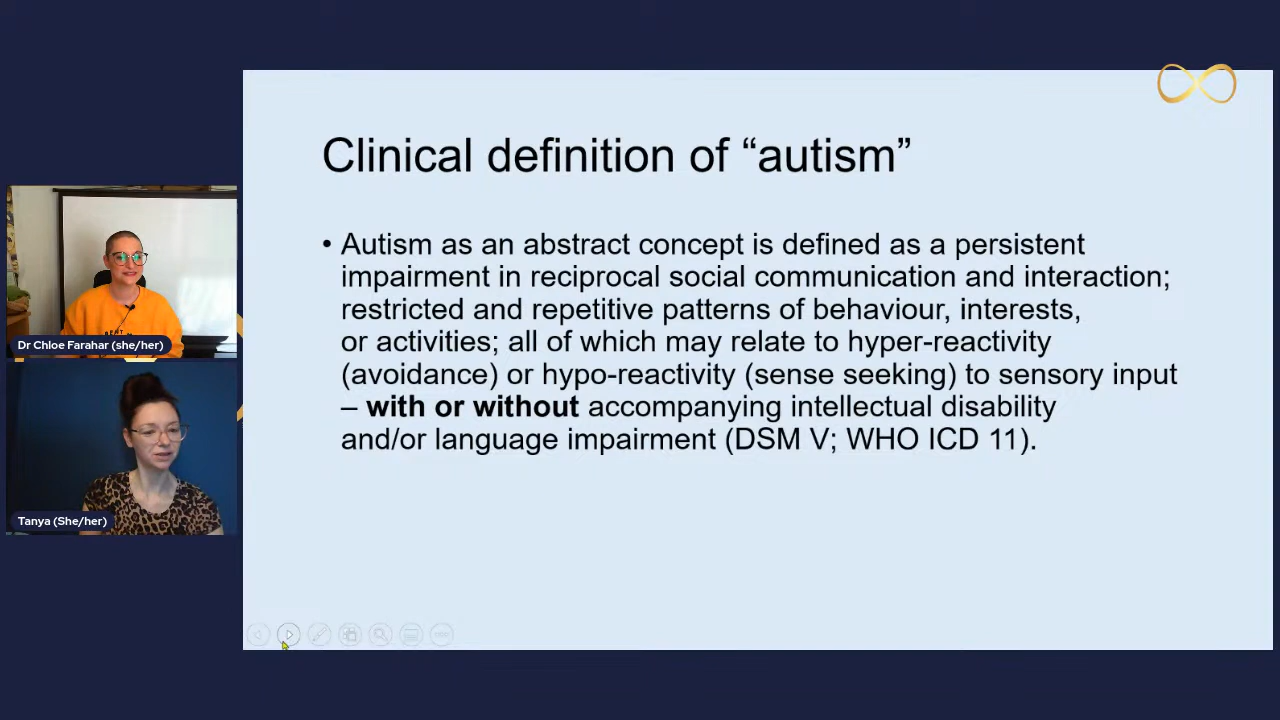 Clinical definition of “autism”
• Autism as an abstract concept is defined as a persistent
impairment in reciprocal social communication and interaction;
restricted and repetitive patterns of behaviour, interests,
or activities; all of which may relate to hyper-reactivity
(avoidance) or hypo-reactivity (sense seeking) to sensory input
– with or without accompanying intellectual disability
and/or language impairment (DSM V; WHO ICD 11).
Dr Chloe Farahar (she/her)
Tanya (She/her)